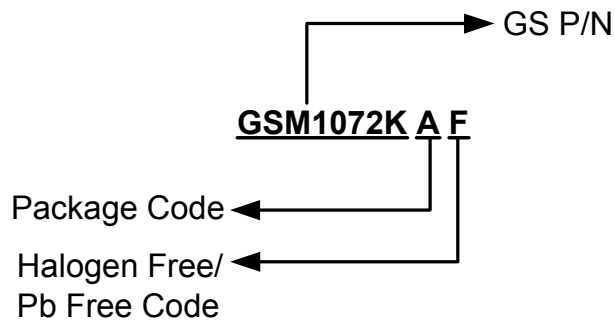 GS P/N
GSM1072K A F
Package Code
Halogen Free/
Pb Free Code